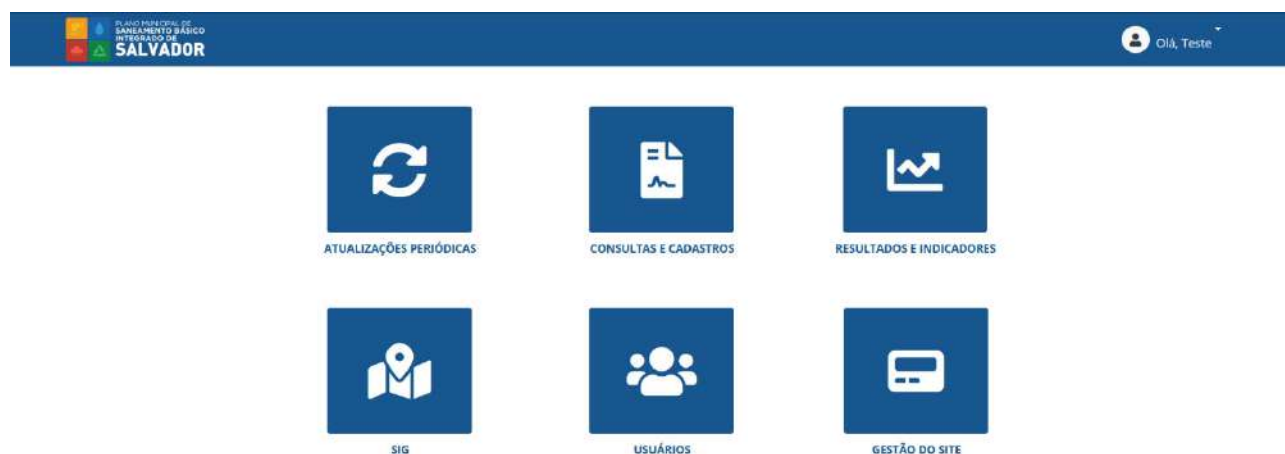 PLANO MUNICIPAL DE
SANEAMENTO BÁSICO
INTEGRADO DE
SALVADOR
Olá, Teste
ATUALIZAÇÕES PERIÓDICAS
CONSULTAS E CADASTROS
RESULTADOS E INDICADORES
SIG
USUÁRIOS
GESTÃO DO SITE